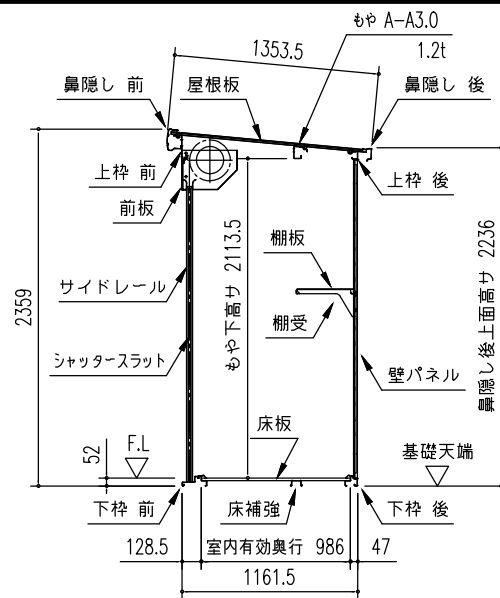 もや A-A3.0
1353.5
1.2t
鼻隠し 前
屋根板
鼻隠し 後
上枠 前
上枠 後
前板
もや下高サ 2113.5
棚板
鼻隠し後上面高サ 2236
サイドレール
2359
棚受
シャッタースラット
壁パネル
床板
F.L
基礎天端
52
下枠 前
床補強
下枠 後
128.5
室内有効奥行 986
47
1161.5